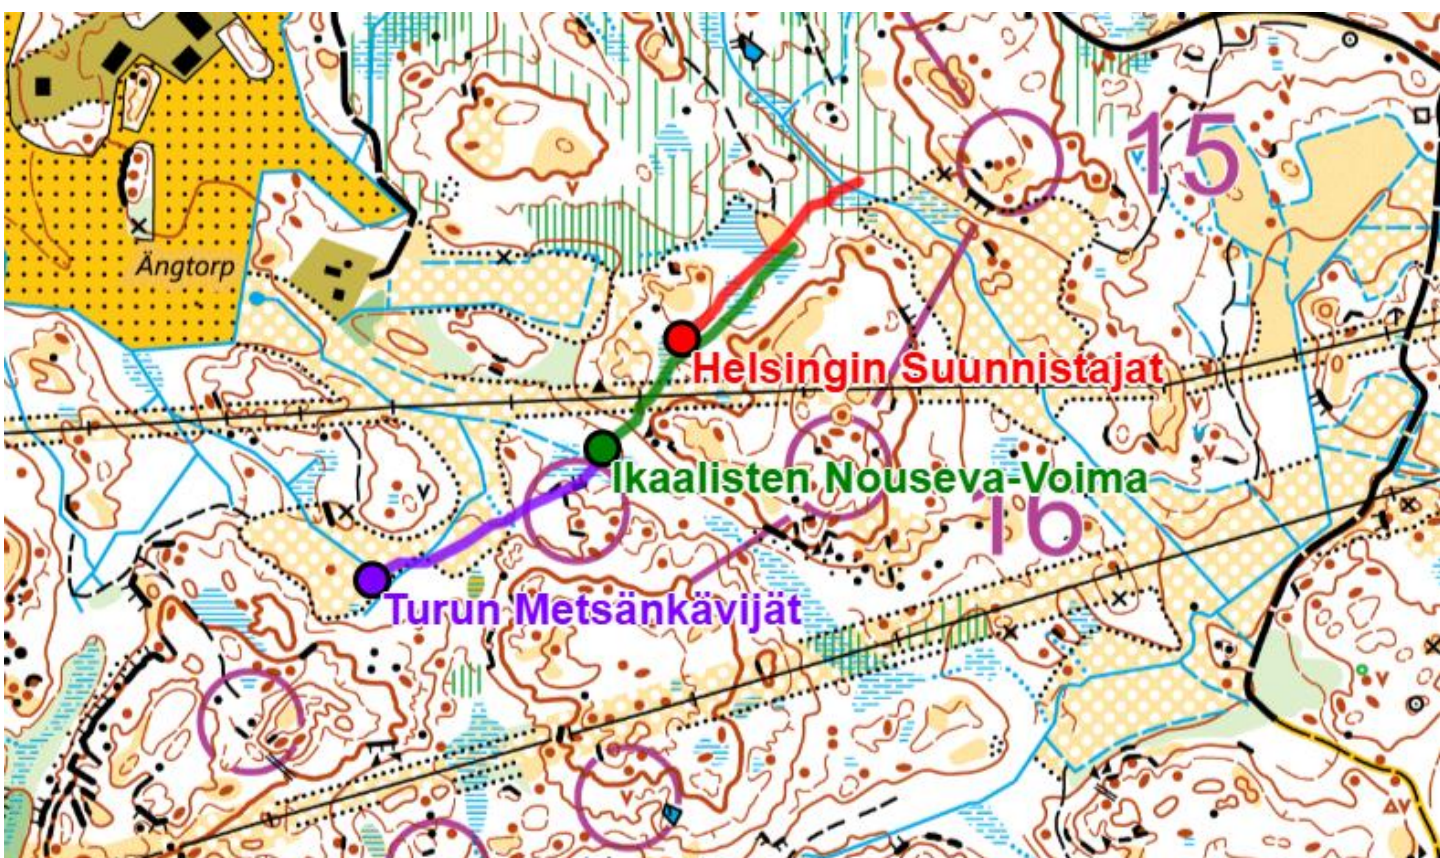 15
Ängtorp
Helsingin Suunnistajat
Ikaalisten Nouseva-Voima
16
Turun Metsänkävijät